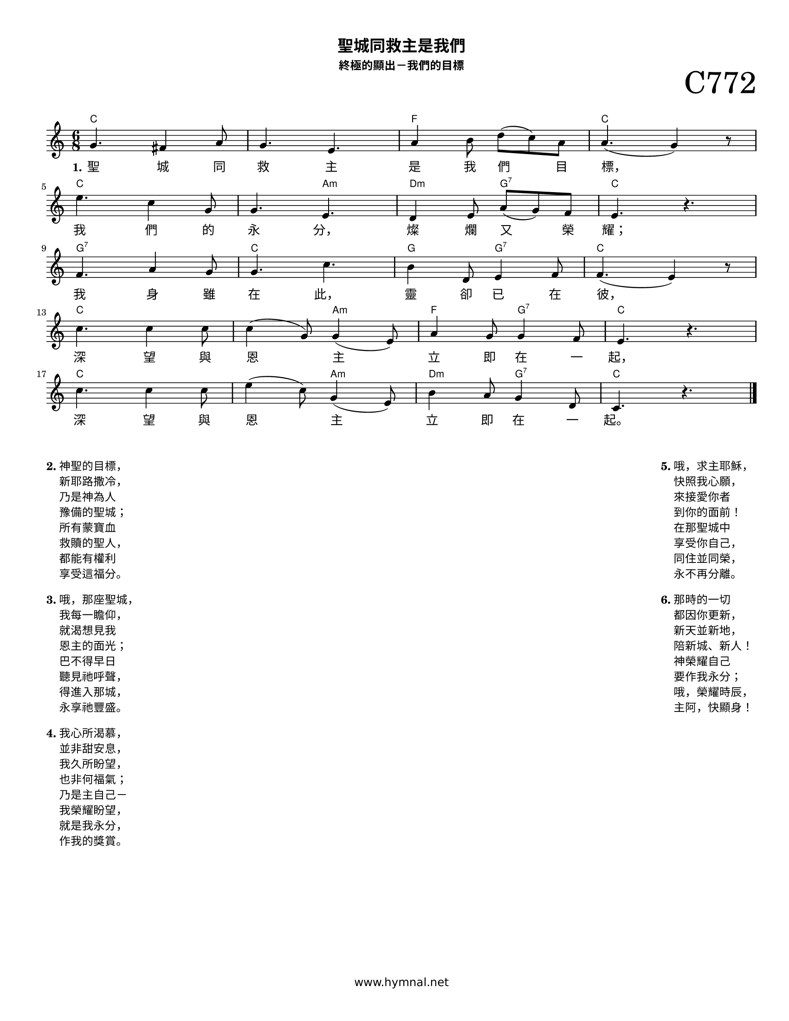 聖城同救主是我們
終極的顯出－我們的目標
C772
C F C
6 8
1. 聖 城 同 救 主 是 我 們 目 標，
5 C Am Dm G7 C
我 們 的 永 分， 燦 爛 又 榮 耀；
9 G7 C G G7 C
我 身 雖 在 此， 靈 卻 已 在 彼，
13 C Am F G7 C
深 望 與 恩 主 立 即 在 一 起，
17 C Am Dm G7 C
深 望 與 恩 主 立 即 在 一 起。
2. 神聖的目標，
新耶路撒冷，
乃是神為人
豫備的聖城；
所有蒙寶血
救贖的聖人，
都能有權利
享受這福分。
3. 哦，那座聖城，
我每一瞻仰，
就渴想見我
恩主的面光；
巴不得早日
聽見祂呼聲，
得進入那城，
永享祂豐盛。
4. 我心所渴慕，
並非甜安息，
我久所盼望，
也非何福氣；
乃是主自己－
我榮耀盼望，
就是我永分，
作我的獎賞。
5. 哦，求主耶穌，
快照我心願，
來接愛你者
到你的面前！
在那聖城中
享受你自己，
同住並同榮，
永不再分離。
6. 那時的一切
都因你更新，
新天並新地，
陪新城、新人！
神榮耀自己
要作我永分；
哦，榮耀時辰，
主阿，快顯身！
www.hymnal.net